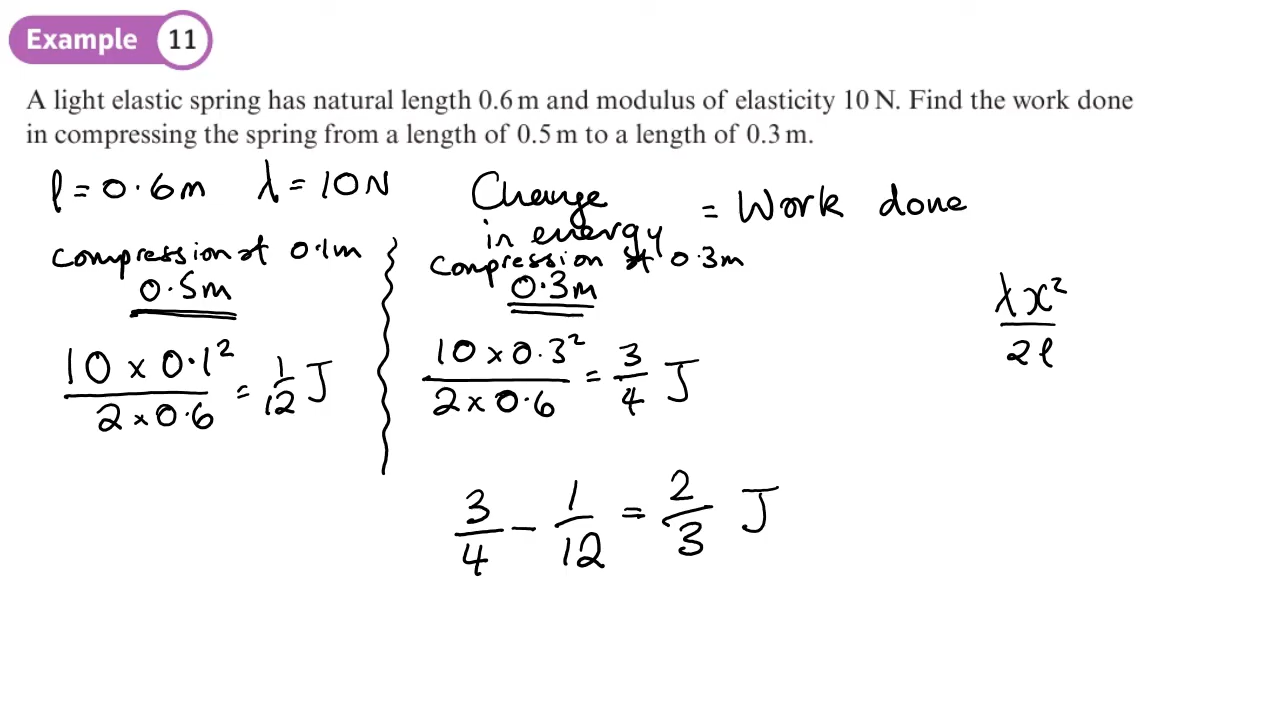 Example 11
A light elastic spring has natural length 0.6 m and modulus of elasticity 10 N. Find the work done
in compressing the spring from a length of 0.5 m to a length of 0.3 m.
l = 0.6m λ = 10N
Change
in energy
= Work done
compression at 0.1m
0.5m
10 × 0.1²
2 × 0.6
= 1/12 J
compression at 0.3m
0.3m
10 × 0.3²
2 × 0.6
= 3/4 J
λx²
2l
3/4 − 1/12 = 2/3 J